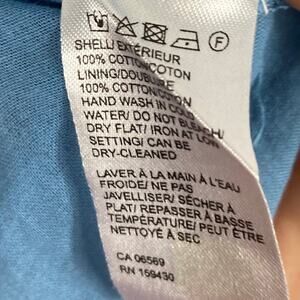 F
SHELL/ EXTÉRIEUR
100% COTTON/COTON
LINING/DOUBLURE
100% COTTON/COTON
HAND WASH IN COLD
WATER/ DO NOT BLEACH/
DRY FLAT/ IRON AT LOW
SETTING/ CAN BE
DRY-CLEANED
LAVER À LA MAIN À L'EAU
FROIDE/ NE PAS
JAVELLISER/ SÉCHER À
PLAT/ REPASSER À BASSE
TEMPÉRATURE/ PEUT ÊTRE
NETTOYÉ À SEC
CA 06569
RN 159430